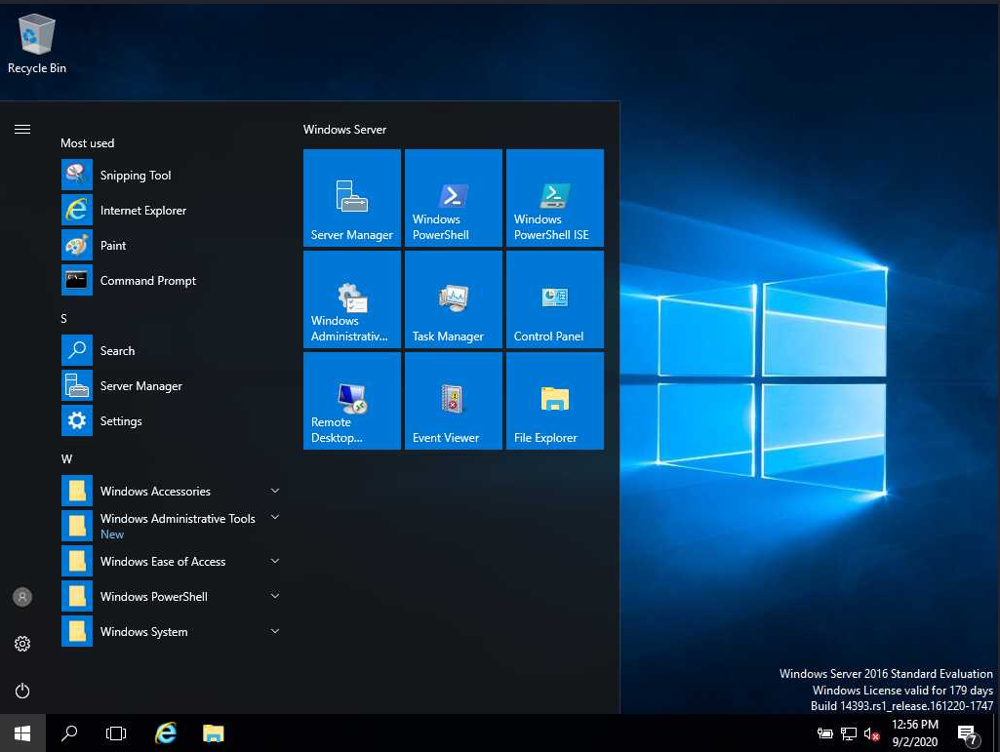 Recycle Bin
Most used
Snipping Tool
Internet Explorer
Paint
Command Prompt
S
Search
Server Manager
Settings
W
Windows Accessories
Windows Administrative Tools
New
Windows Ease of Access
Windows PowerShell
Windows System
Windows Server
Server Manager
Windows
PowerShell
Windows
PowerShell ISE
Windows
Administrativ...
Task Manager
Control Panel
Remote
Desktop...
Event Viewer
File Explorer
Windows Server 2016 Standard Evaluation
Windows License valid for 179 days
Build 14393.rs1_release.161220-1747
12:56 PM
9/2/2020
7